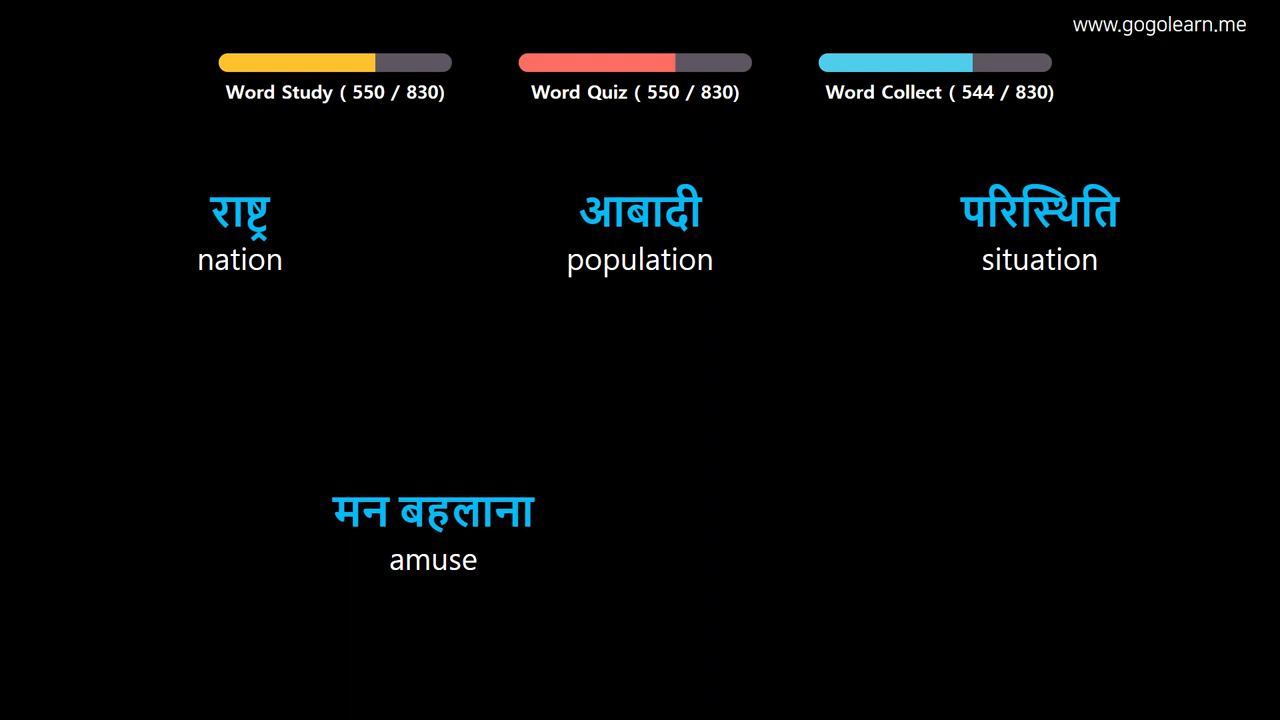 www.gogolearn.me
Word Study ( 550 / 830)
Word Quiz ( 550 / 830)
Word Collect ( 544 / 830)
राष्ट्र
nation
आबादी
population
परिस्थिति
situation
मन बहलाना
amuse